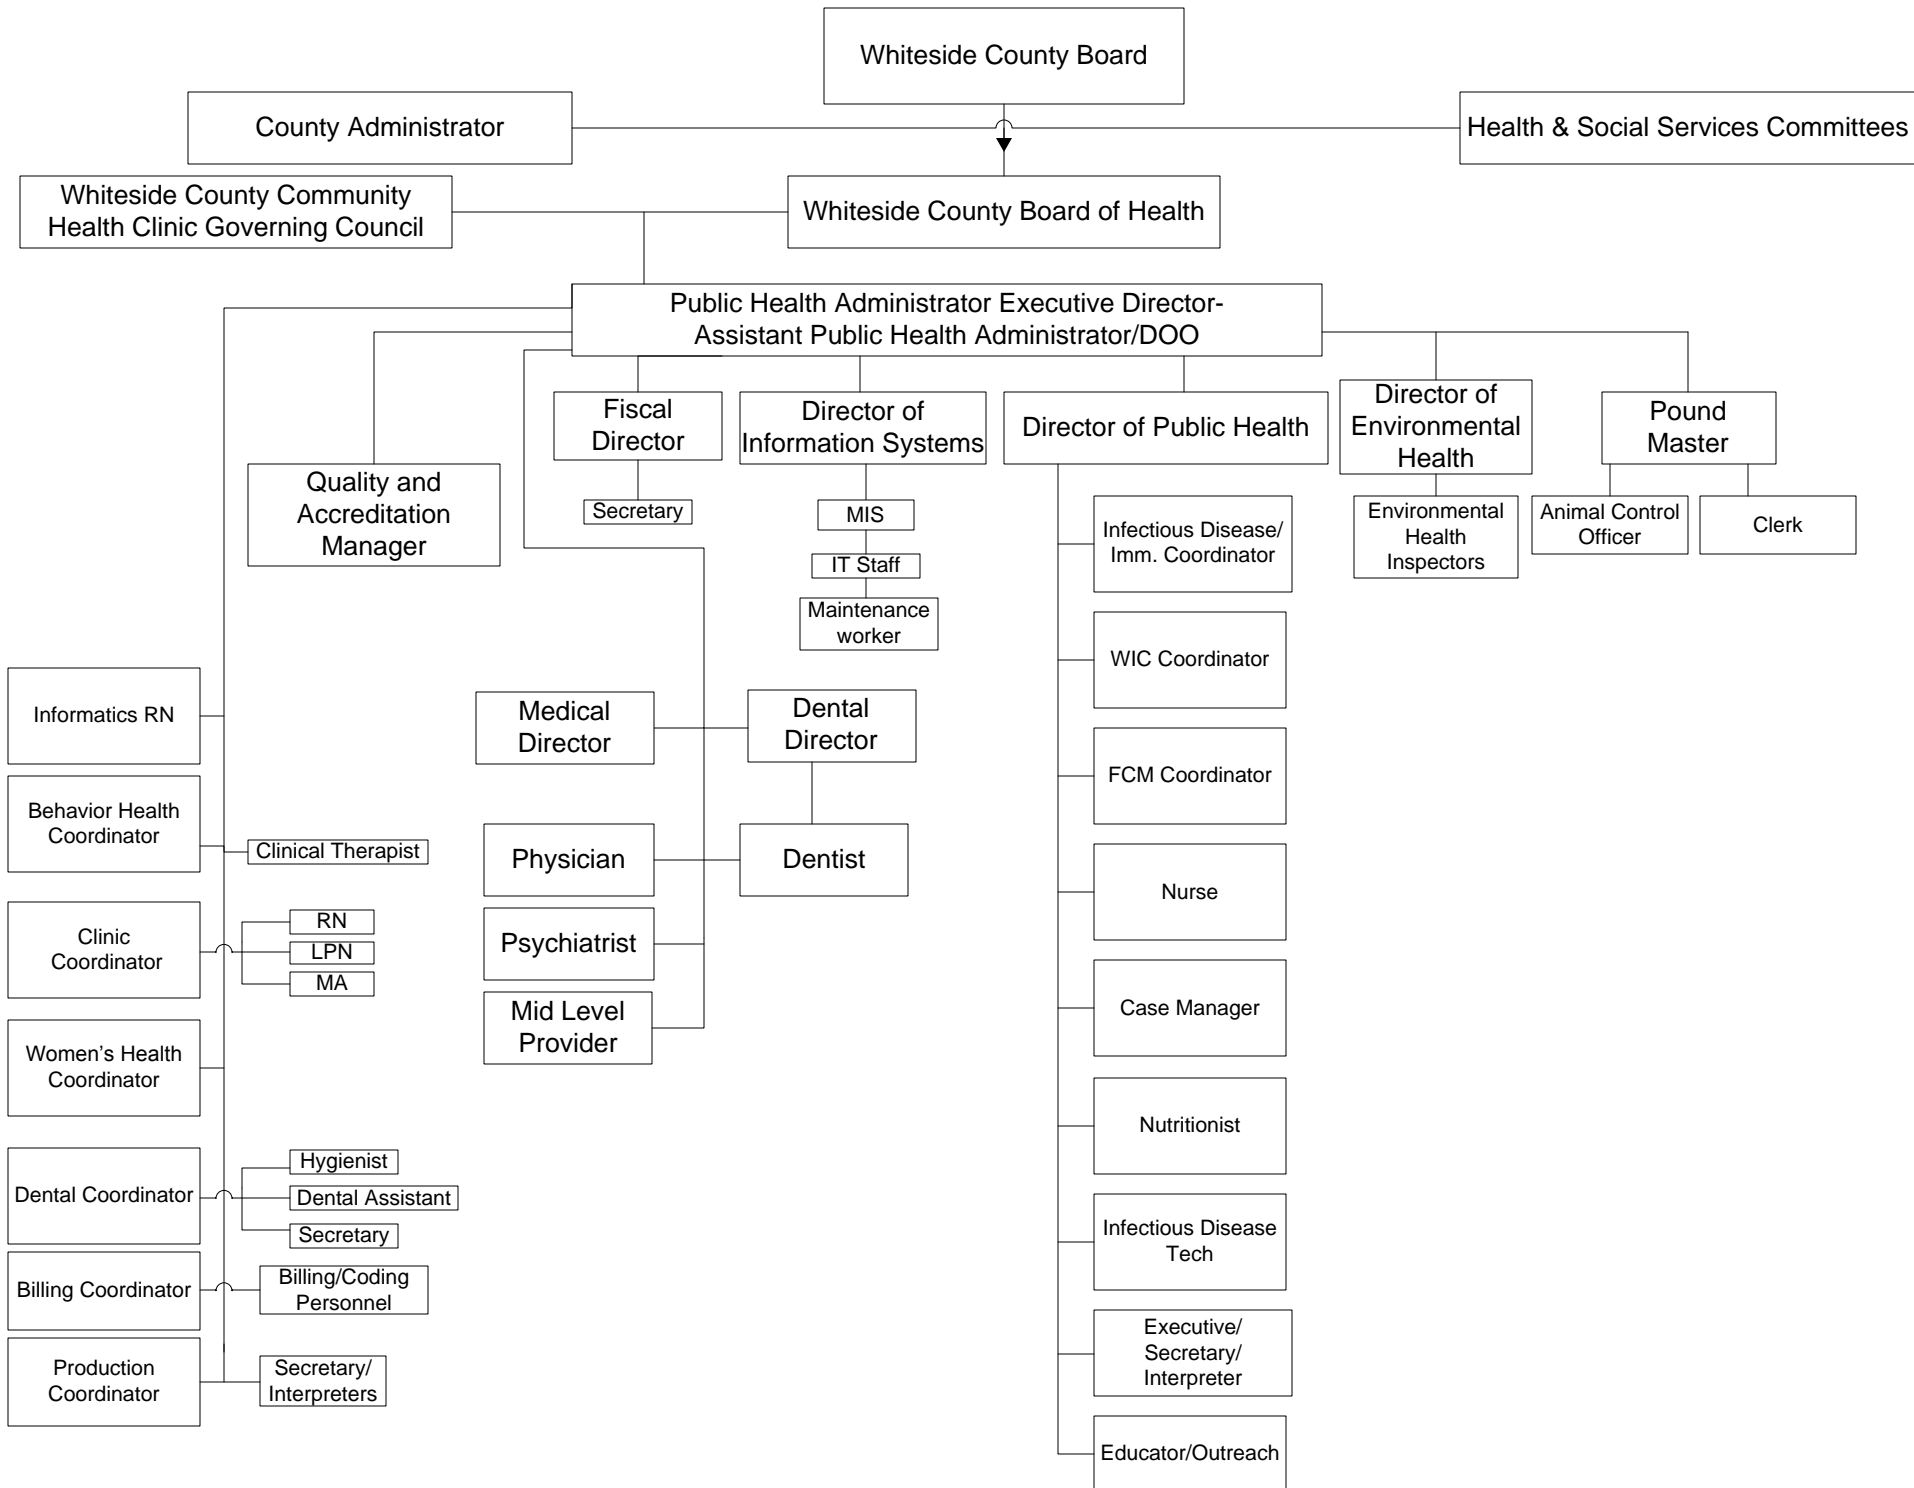 Whiteside County Board
County Administrator
Health & Social Services Committees
Whiteside County Community
Health Clinic Governing Council
Whiteside County Board of Health
Public Health Administrator Executive Director-
Assistant Public Health Administrator/DOO
Fiscal
Director
Director of
Information Systems
Director of Public Health
Director of
Environmental
Health
Pound
Master
Quality and
Accreditation
Manager
Secretary
MIS
IT Staff
Maintenance
worker
Infectious Disease/
Imm. Coordinator
Environmental
Health
Inspectors
Animal Control
Officer
Clerk
WIC Coordinator
FCM Coordinator
Nurse
Case Manager
Nutritionist
Infectious Disease
Tech
Executive/
Secretary/
Interpreter
Educator/Outreach
Medical
Director
Dental
Director
Physician
Dentist
Psychiatrist
Mid Level
Provider
Informatics RN
Behavior Health
Coordinator
Clinical Therapist
Clinic
Coordinator
RN
LPN
MA
Women's Health
Coordinator
Dental Coordinator
Hygienist
Dental Assistant
Secretary
Billing Coordinator
Billing/Coding
Personnel
Production
Coordinator
Secretary/
Interpreters